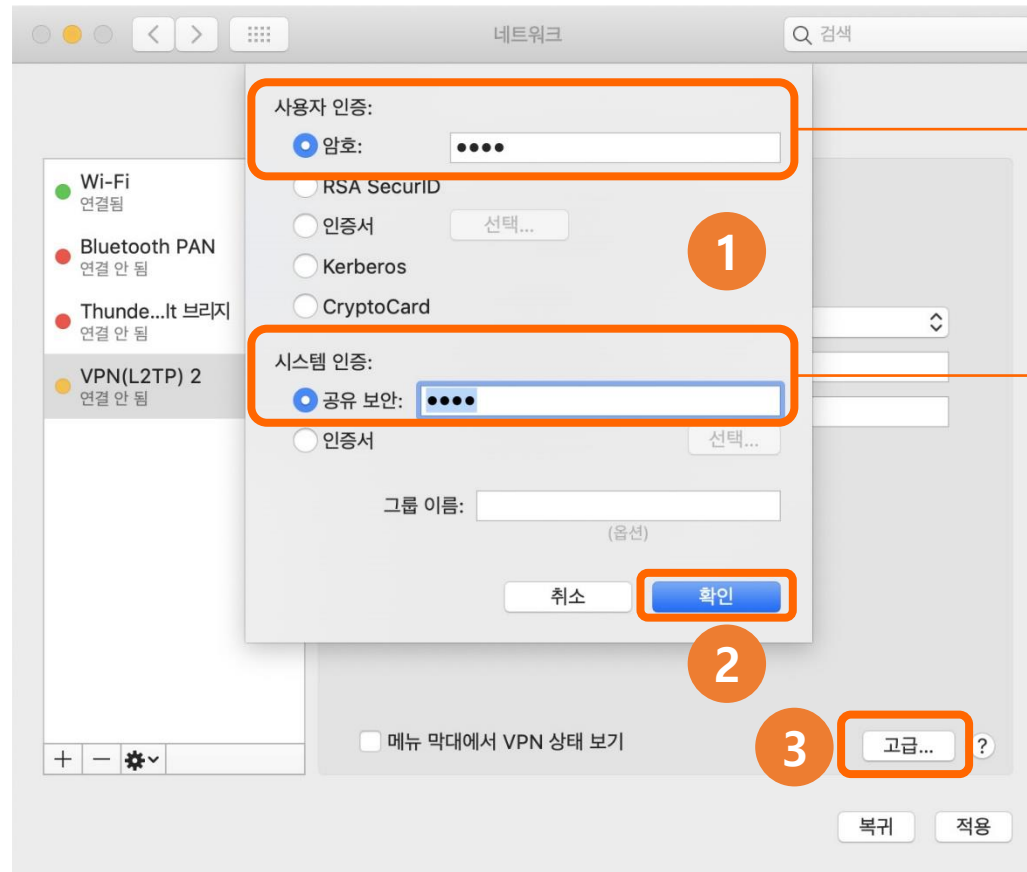 네트워크
검색
사용자 인증:
암호: ●●●●
RSA SecurID
인증서 선택...
Kerberos
CryptoCard
1
시스템 인증:
공유 보안: ●●●●
인증서 선택...
그룹 이름:
(옵션)
취소 확인
2
Wi-Fi
연결됨
Bluetooth PAN
연결 안 됨
Thunde...lt 브리지
연결 안 됨
VPN(L2TP) 2
연결 안 됨
메뉴 막대에서 VPN 상태 보기
3
고급... ?
복귀 적용